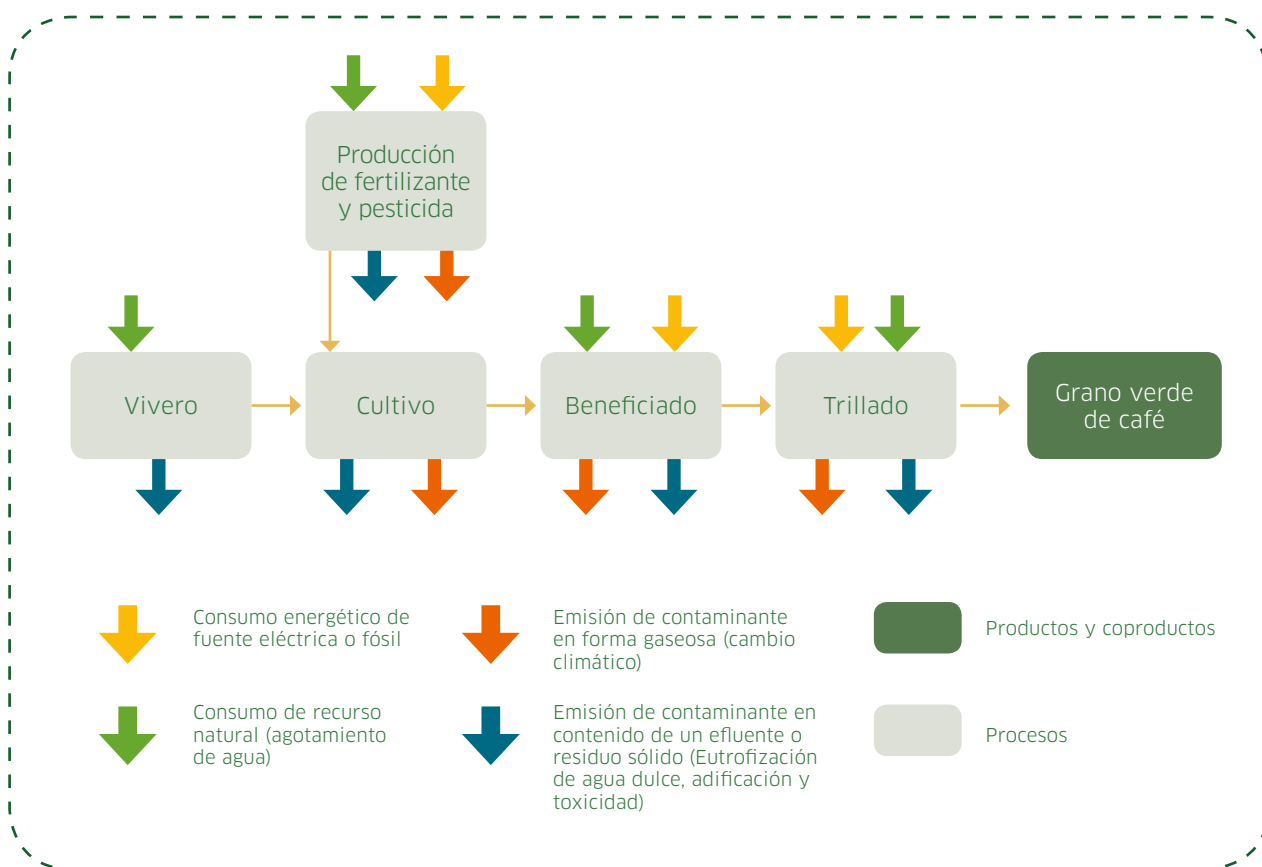 Producción
de fertilizante
y pesticida
Vivero
Cultivo
Beneficiado
Trillado
Grano verde
de café
Consumo energético de
fuente eléctrica o fósil
Emisión de contaminante
en forma gaseosa (cambio
climático)
Productos y coproductos
Consumo de recurso
natural (agotamiento
de agua)
Emisión de contaminante en
contenido de un efluente o
residuo sólido (Eutrofización
de agua dulce, adificación y
toxicidad)
Procesos